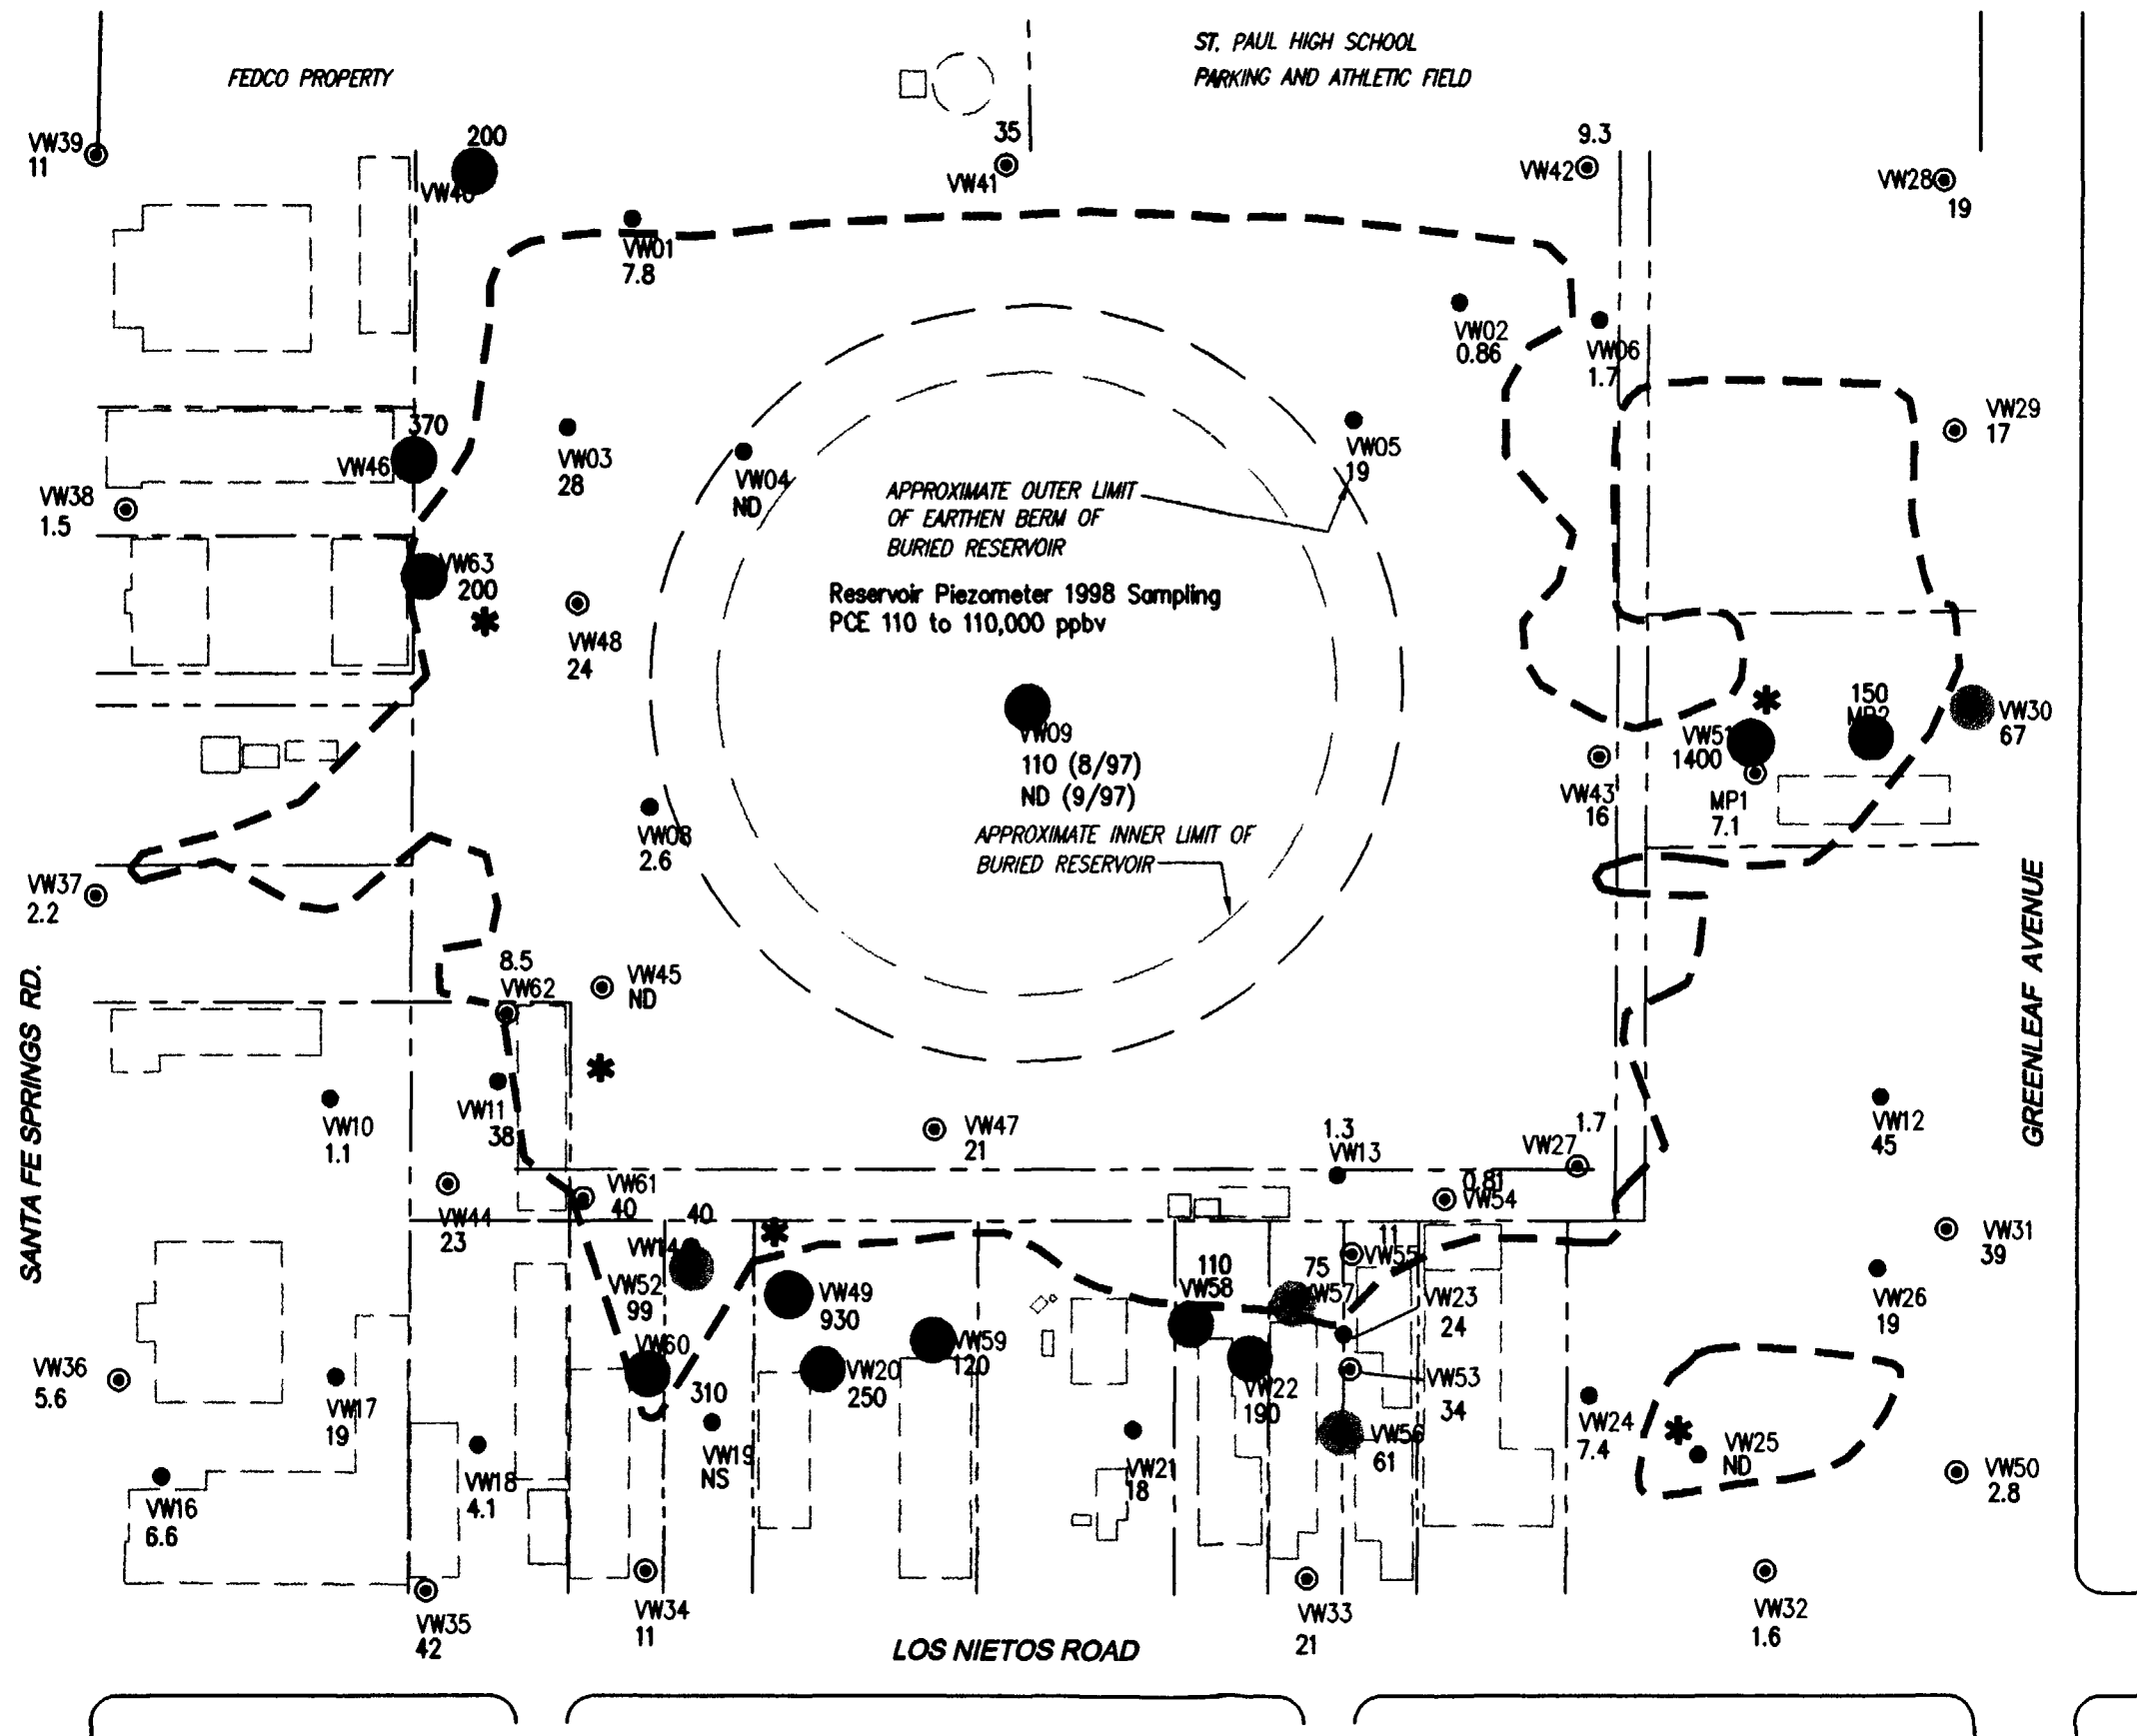 FEDCO PROPERTY
ST. PAUL HIGH SCHOOL
PARKING AND ATHLETIC FIELD
VW39
11
200
VW40
35
VW41
9.3
VW42
VW28
19
VW01
7.8
VW02
0.86
VW06
1.7
370
VW46
VW03
28
VW04
ND
VW05
19
VW29
17
VW38
1.5
APPROXIMATE OUTER LIMIT
OF EARTHEN BERM OF
BURIED RESERVOIR
VW63
200
*
VW48
24
Reservoir Piezometer 1998 Sampling
PCE 110 to 110,000 ppbv
VW09
110 (8/97)
ND (9/97)
*
150
MP2
VW30
67
VW51
1400
VW43
16
MP1
7.1
VW08
2.6
APPROXIMATE INNER LIMIT OF
BURIED RESERVOIR
VW37
2.2
8.5
VW62
VW45
ND
SANTA FE SPRINGS RD.
GREENLEAF AVENUE
*
VW10
1.1
VW11
38
VW47
21
1.3
VW13
1.7
VW27
VW12
45
VW44
23
VW61
40
40
VW14
*
0.81
VW54
11
VW55
VW31
39
VW52
99
VW49
930
110
VW58
75
VW57
VW23
24
VW26
19
VW60
310
VW59
120
VW20
250
VW22
190
VW53
34
VW36
5.6
VW17
19
VW19
NS
VW56
61
VW24
7.4
*
VW25
ND
VW18
4.1
VW21
18
VW50
2.8
VW16
6.6
VW35
42
VW34
11
VW33
21
VW32
1.6
LOS NIETOS ROAD